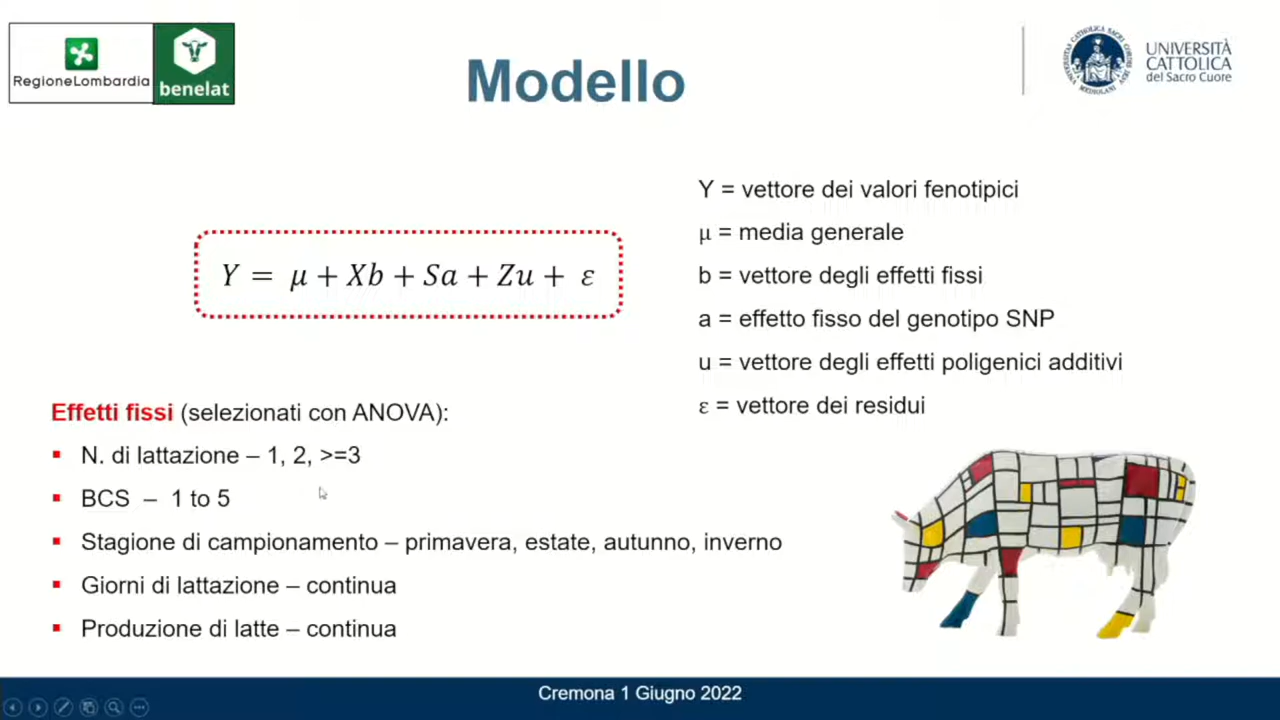 RegioneLombardia
benelat
Modello
UNIVERSITÀ
CATTOLICA
del Sacro Cuore
Y = μ + Xb + Sa + Zu + ε
Y = vettore dei valori fenotipici
μ = media generale
b = vettore degli effetti fissi
a = effetto fisso del genotipo SNP
u = vettore degli effetti poligenici additivi
ε = vettore dei residui
Effetti fissi (selezionati con ANOVA):
▪ N. di lattazione – 1, 2, >=3
▪ BCS – 1 to 5
▪ Stagione di campionamento – primavera, estate, autunno, inverno
▪ Giorni di lattazione – continua
▪ Produzione di latte – continua
Cremona 1 Giugno 2022